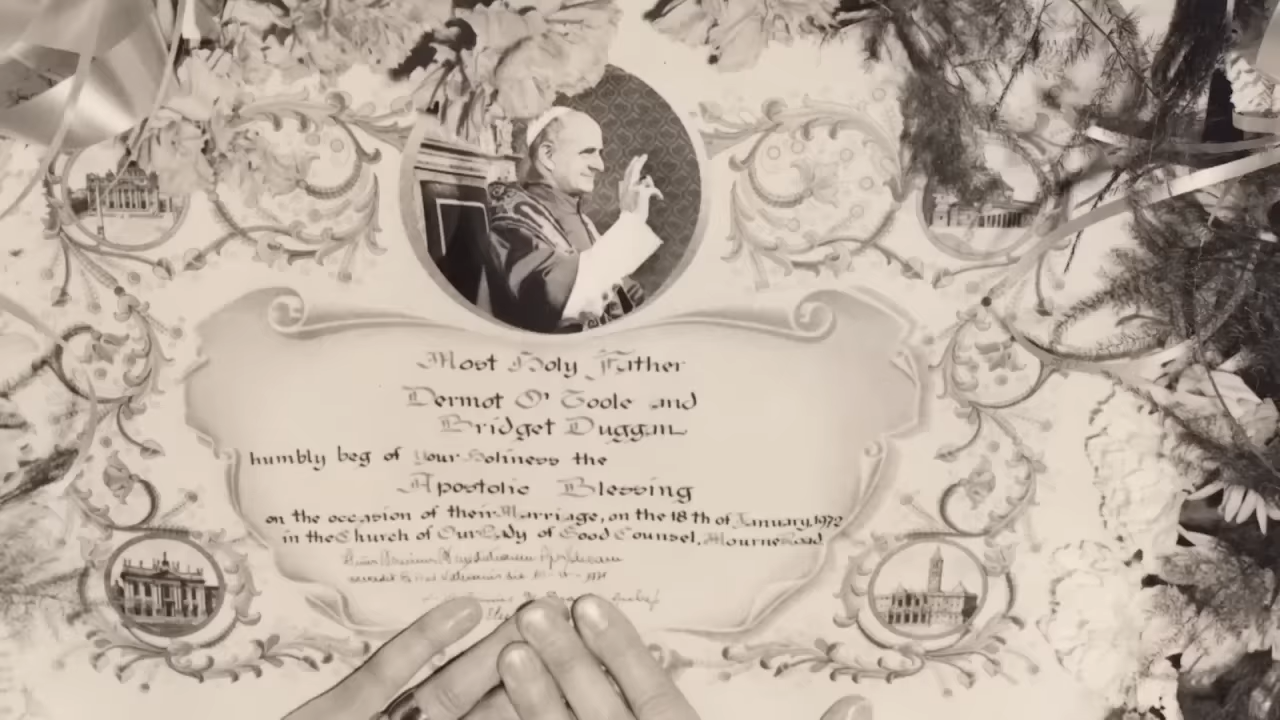 Most Holy Father
Dermot O' Toole and
Bridget Duggan
humbly beg of Your Holiness the
Apostolic Blessing
on the occasion of their Marriage, on the 18th of January, 1972
in the Church of Our Lady of Good Counsel, Mourne Road